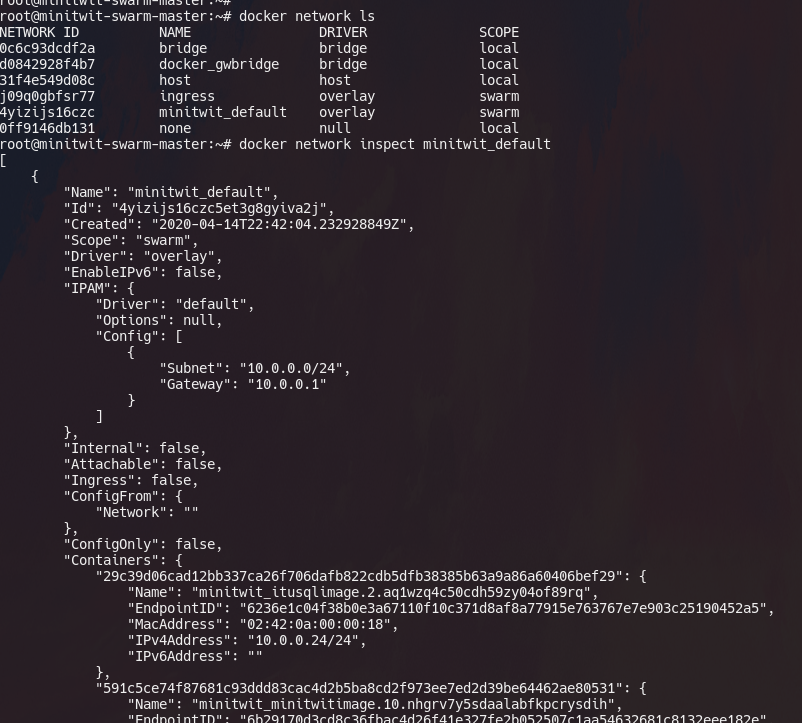 root@minitwit-swarm-master:~#
root@minitwit-swarm-master:~# docker network ls
NETWORK ID          NAME                DRIVER              SCOPE
0c6c93dcdf2a        bridge              bridge              local
d0842928f4b7        docker_gwbridge     bridge              local
31f4e549d08c        host                host                local
j09q0gbfsr77        ingress             overlay             swarm
4yizijs16czc        minitwit_default    overlay             swarm
0ff9146db131        none                null                local
root@minitwit-swarm-master:~# docker network inspect minitwit_default
[
    {
        "Name": "minitwit_default",
        "Id": "4yizijs16czc5et3g8gyiva2j",
        "Created": "2020-04-14T22:42:04.232928849Z",
        "Scope": "swarm",
        "Driver": "overlay",
        "EnableIPv6": false,
        "IPAM": {
            "Driver": "default",
            "Options": null,
            "Config": [
                {
                    "Subnet": "10.0.0.0/24",
                    "Gateway": "10.0.0.1"
                }
            ]
        },
        "Internal": false,
        "Attachable": false,
        "Ingress": false,
        "ConfigFrom": {
            "Network": ""
        },
        "ConfigOnly": false,
        "Containers": {
            "29c39d06cad12bb337ca26f706dafb822cdb5dfb38385b63a9a86a60406bef29": {
                "Name": "minitwit_itusqlimage.2.aq1wzq4c50cdh59zy04of89rq",
                "EndpointID": "6236e1c04f38b0e3a67110f10c371d8af8a77915e763767e7e903c25190452a5",
                "MacAddress": "02:42:0a:00:00:18",
                "IPv4Address": "10.0.0.24/24",
                "IPv6Address": ""
            },
            "591c5ce74f87681c93ddd83cac4d2b5ba8cd2f973ee7ed2d39be64462ae80531": {
                "Name": "minitwit_minitwitimage.10.nhgrv7y5sdaalabfkpcrysdih",
                "EndpointID": "6b29170d3cd8c36fbac4d26f41e327fe2b052507c1aa54632681c8132eee182e"